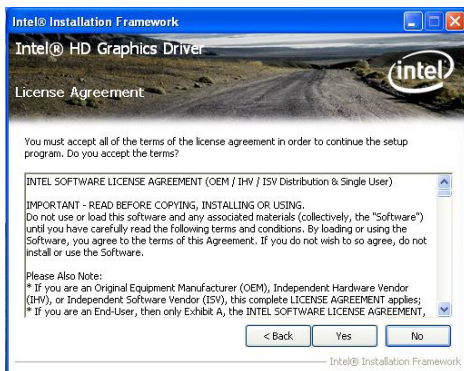 Intel® Installation Framework
Intel® HD Graphics Driver
intel
License Agreement
You must accept all of the terms of the license agreement in order to continue the setup
program. Do you accept the terms?
INTEL SOFTWARE LICENSE AGREEMENT (OEM / IHV / ISV Distribution & Single User)
IMPORTANT - READ BEFORE COPYING, INSTALLING OR USING.
Do not use or load this software and any associated materials (collectively, the "Software")
until you have carefully read the following terms and conditions. By loading or using the
Software, you agree to the terms of this Agreement. If you do not wish to so agree, do not
install or use the Software.
Please Also Note:
* If you are an Original Equipment Manufacturer (OEM), Independent Hardware Vendor
(IHV), or Independent Software Vendor (ISV), this complete LICENSE AGREEMENT applies;
* If you are an End-User, then only Exhibit A, the INTEL SOFTWARE LICENSE AGREEMENT,
< Back Yes No
Intel® Installation Framework